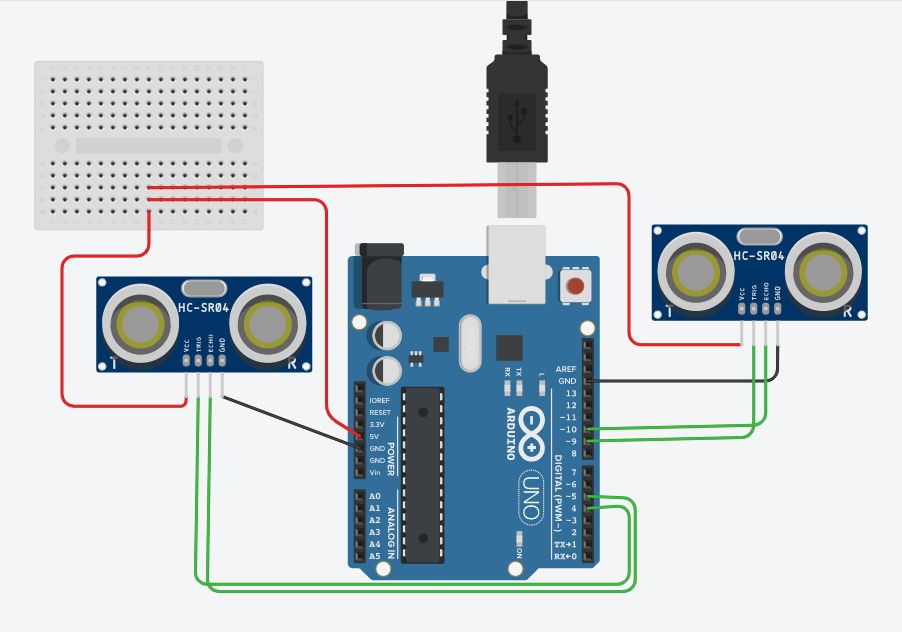 HC-SR04
VCC
TRIG
ECHO
GND
T
R
HC-SR04
VCC
TRIG
ECHO
GND
T
R
IOREF
RESET
3.3V
5V
GND
GND
Vin
POWER
A0
A1
A2
A3
A4
A5
ANALOG IN
RX
TX
L
ARDUINO
UNO
ON
AREF
GND
13
12
~11
~10
~9
8
7
~6
~5
4
~3
2
TX→1
RX←0
DIGITAL (PWM~)